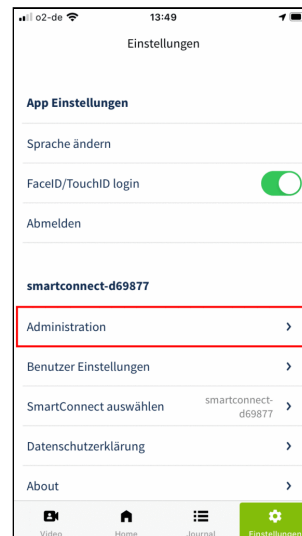 o2-de 13:49
Einstellungen
App Einstellungen
Sprache ändern
FaceID/TouchID login
Abmelden
smartconnect-d69877
Administration
Benutzer Einstellungen
SmartConnect auswählen smartconnect-
d69877
Datenschutzerklärung
About
Video Home Journal Einstellungen